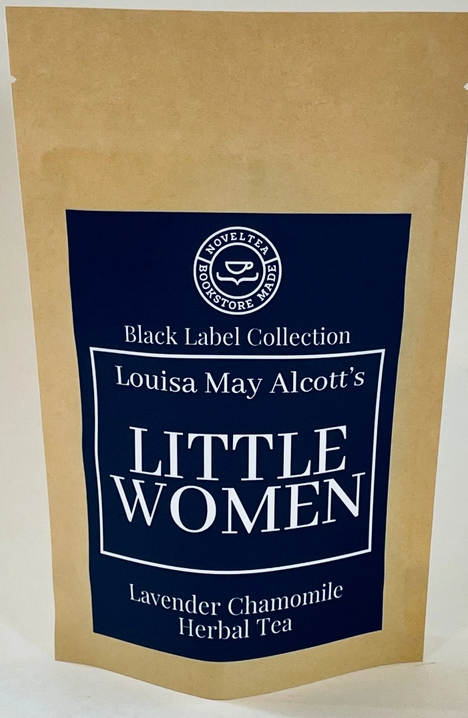 NOVELTEA
BOOKSTORE MADE
Black Label Collection
Louisa May Alcott's
LITTLE
WOMEN
Lavender Chamomile
Herbal Tea